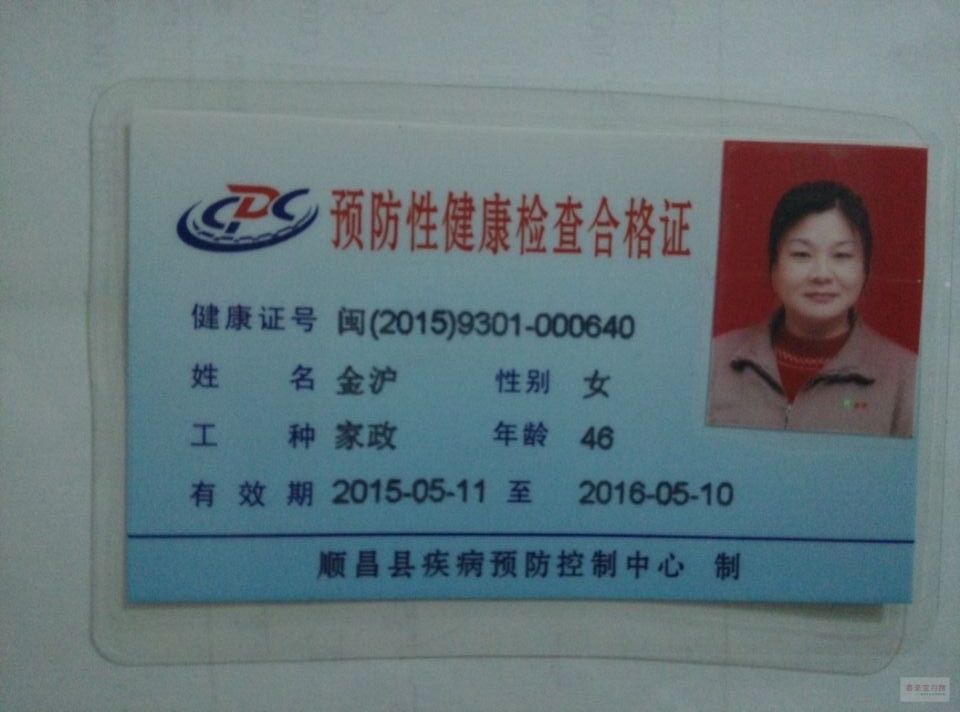 CDC 预防性健康检查合格证
健康证号 闽(2015)9301-000640
姓名 金沪 性别 女
工种 家政 年龄 46
有效期 2015-05-11 至 2016-05-10
顺昌县疾病预防控制中心 制